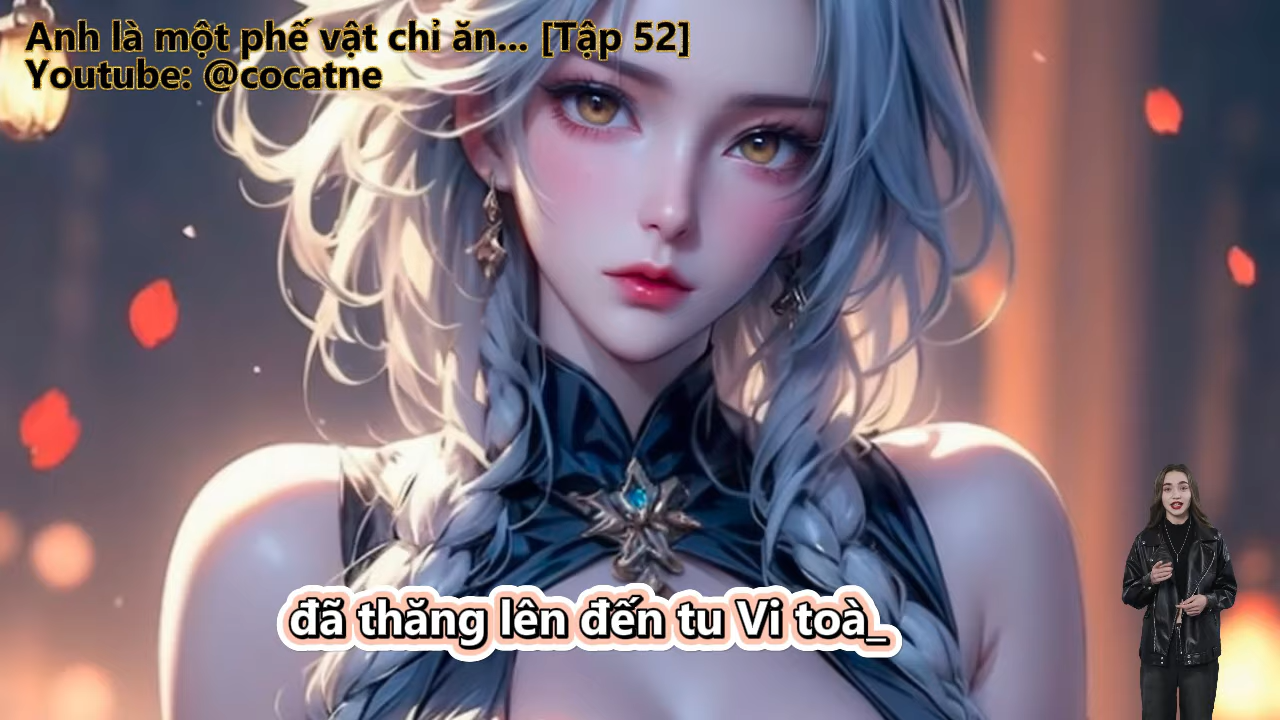 Anh là một phế vật chỉ ăn... [Tập 52]
Youtube: @cocatne
đã thăng lên đến tu Vi toà_